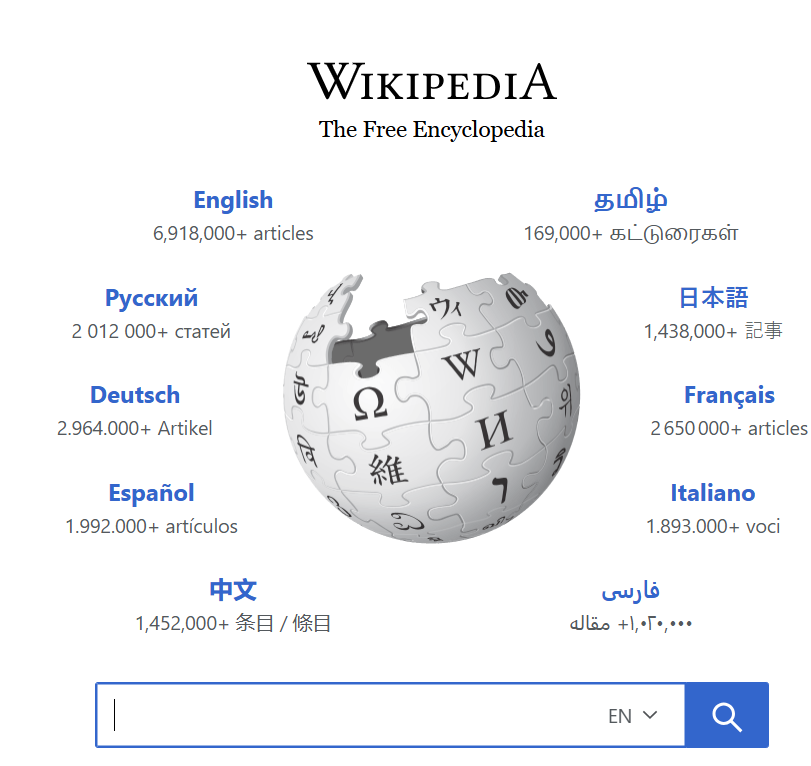 WIKIPEDIA
The Free Encyclopedia
English
6,918,000+ articles
தமிழ்
169,000+ கட்டுரைகள்
Русский
2 012 000+ статей
日本語
1,438,000+ 記事
Deutsch
2.964.000+ Artikel
Français
2 650 000+ articles
Español
1.992.000+ artículos
Italiano
1.893.000+ voci
中文
1,452,000+ 条目 / 條目
فارسی
۱٬۰۲۰٬۰۰۰+ مقاله
ウィ
W
Ω
И
維
ו
EN